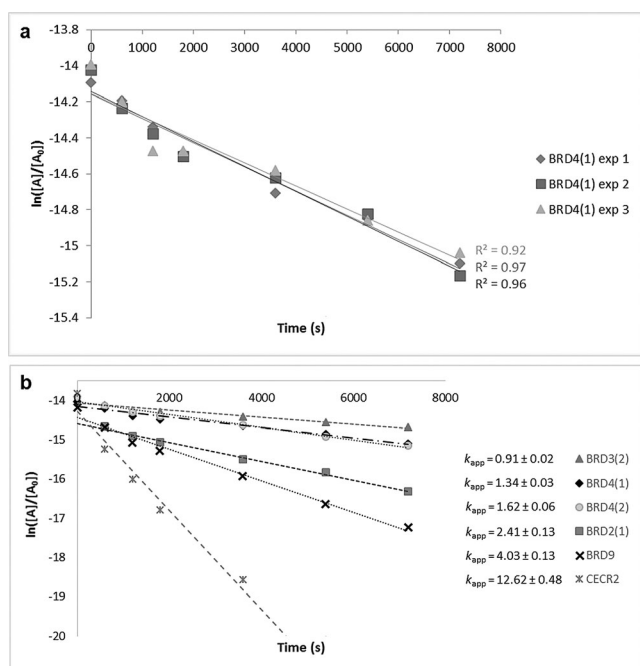 a
-13.8
0 1000 2000 3000 4000 5000 6000 7000 8000
-14
-14.2
-14.4
-14.6
-14.8
-15
-15.2
-15.4
ln([A]/[A₀])
Time (s)
BRD4(1) exp 1
BRD4(1) exp 2
BRD4(1) exp 3
R² = 0.92
R² = 0.97
R² = 0.96
b
2000 4000 6000 8000
-14
-15
-16
-17
-18
-19
-20
ln([A]/[A₀])
Time (s)
kapp = 0.91 ± 0.02 BRD3(2)
kapp = 1.34 ± 0.03 BRD4(1)
kapp = 1.62 ± 0.06 BRD4(2)
kapp = 2.41 ± 0.13 BRD2(1)
kapp = 4.03 ± 0.13 BRD9
kapp = 12.62 ± 0.48 CECR2